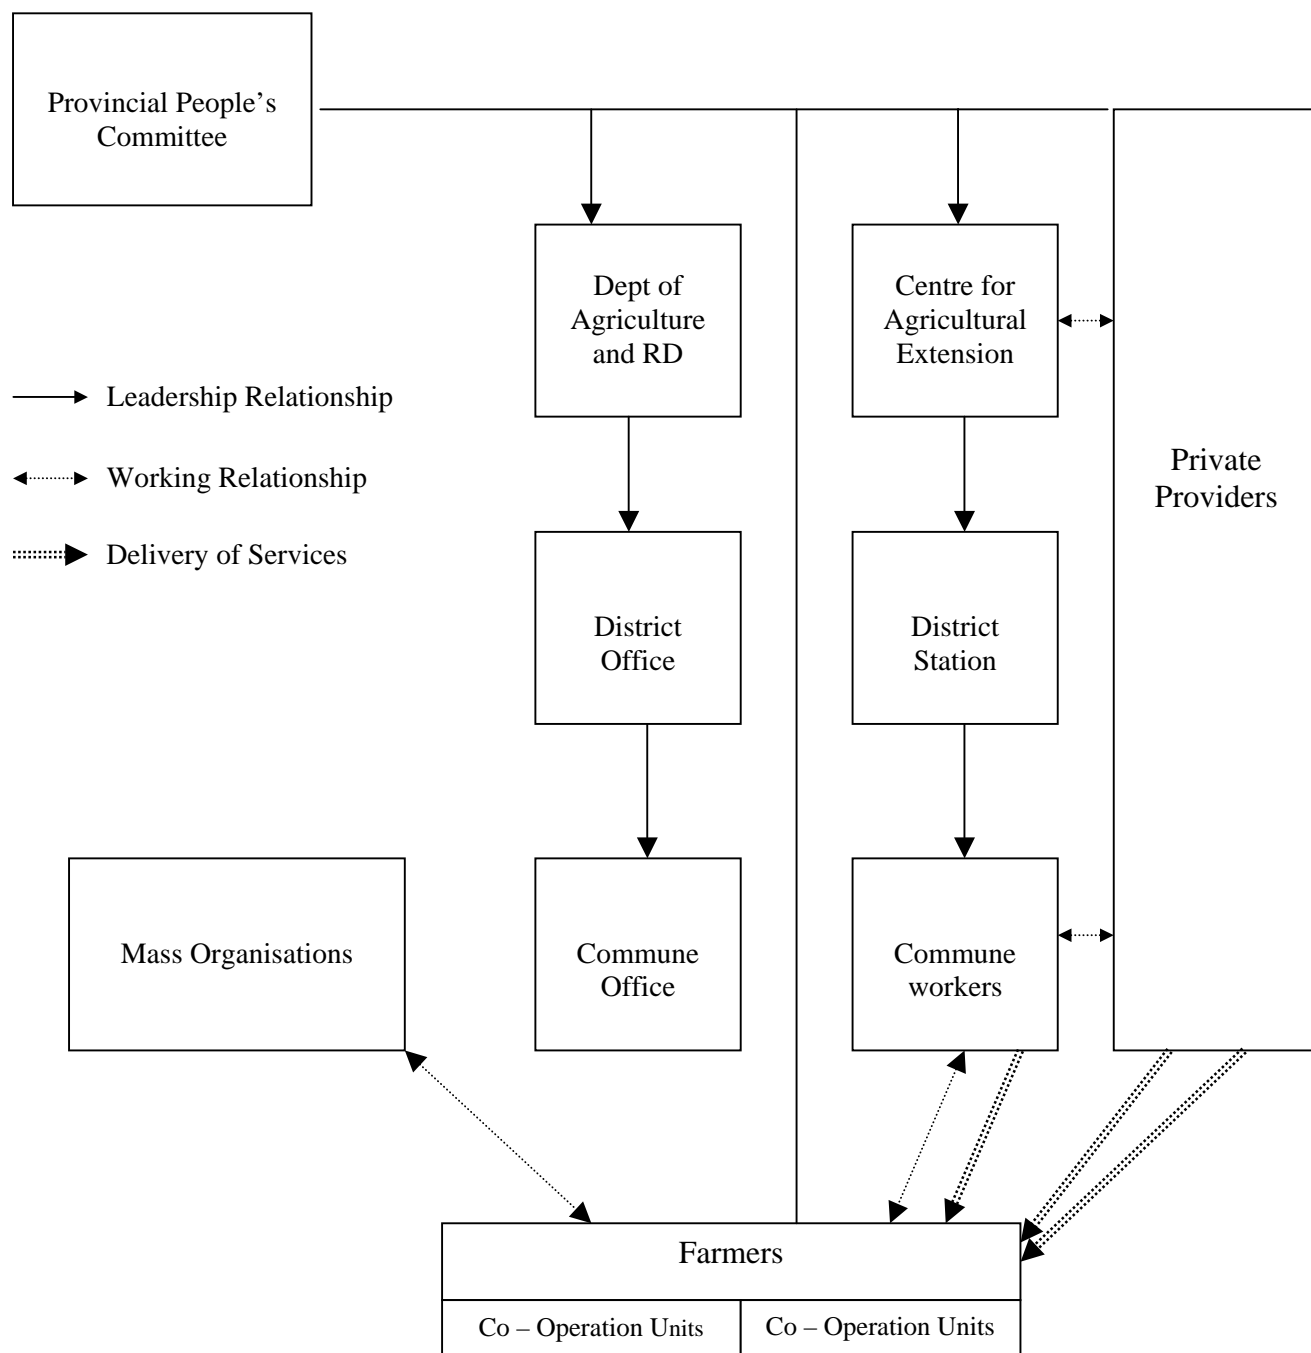 Provincial People’s
Committee
Dept of
Agriculture
and RD
Centre for
Agricultural
Extension
Leadership Relationship
Working Relationship
Delivery of Services
Private
Providers
District
Office
District
Station
Mass Organisations
Commune
Office
Commune
workers
Farmers
Co – Operation Units
Co – Operation Units